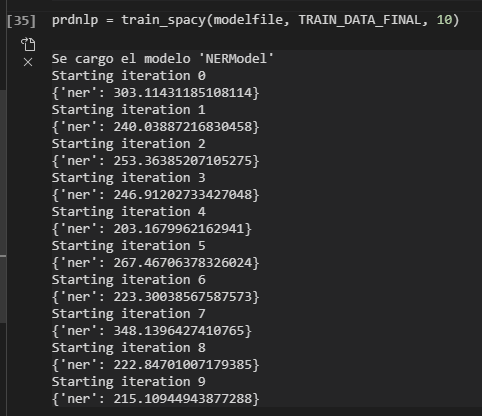 [35] prdnlp = train_spacy(modelfile, TRAIN_DATA_FINAL, 10)
Se cargo el modelo 'NERModel'
Starting iteration 0
{'ner': 303.11431185108114}
Starting iteration 1
{'ner': 240.03887216830458}
Starting iteration 2
{'ner': 253.36385207105275}
Starting iteration 3
{'ner': 246.91202733427048}
Starting iteration 4
{'ner': 203.1679962162941}
Starting iteration 5
{'ner': 267.46706378326024}
Starting iteration 6
{'ner': 223.30038567587573}
Starting iteration 7
{'ner': 348.1396427410765}
Starting iteration 8
{'ner': 222.84701007179385}
Starting iteration 9
{'ner': 215.10944943877288}